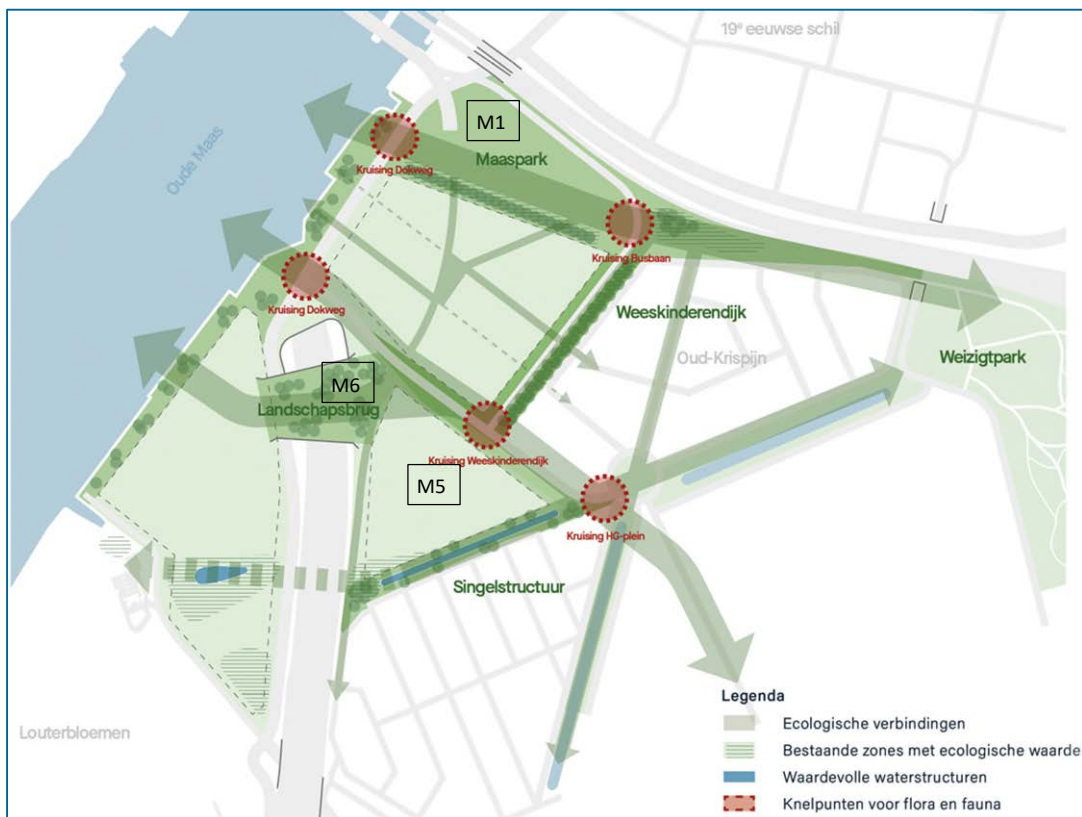 19e eeuwse schil
M1
Oude Maas
Maaspark
Kruising Dokweg
Kruising Busbaan
Kruising Dokweg
Weeskinderendijk
Oud-Krispijn
Weizigtpark
M6
Landschapsbrug
Kruising Weeskinderendijk
M5
Kruising HG-plein
Singelstructuur
Louterbloemen
Legenda
Ecologische verbindingen
Bestaande zones met ecologische waarde
Waardevolle waterstructuren
Knelpunten voor flora en fauna